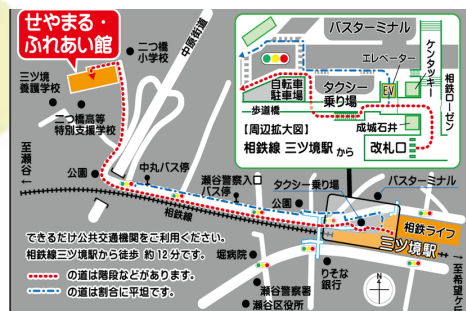 せやまる・
ふれあい館
二つ橋
小学校
中原街道
三ツ境
養護学校
二つ橋高等
特別支援学校
至瀬谷
公園
中丸バス停
瀬谷警察入口
バス停
相鉄線
タクシー乗り場
バスターミナル
公園
相鉄ライフ
三ツ境駅
堀病院
りそな
銀行
瀬谷警察署
瀬谷区役所
至希望ケ丘
N
できるだけ公共交通機関をご利用ください。
相鉄線三ツ境駅から徒歩 約12分です。
の道は階段などがあります。
の道は割合に平坦です。
バスターミナル
エレベーター
ケンタッキー
相鉄ローゼン
自転車
駐車場
タクシー
乗り場
EV
歩道橋
成城石井
【周辺拡大図】
相鉄線 三ツ境駅 から
改札口